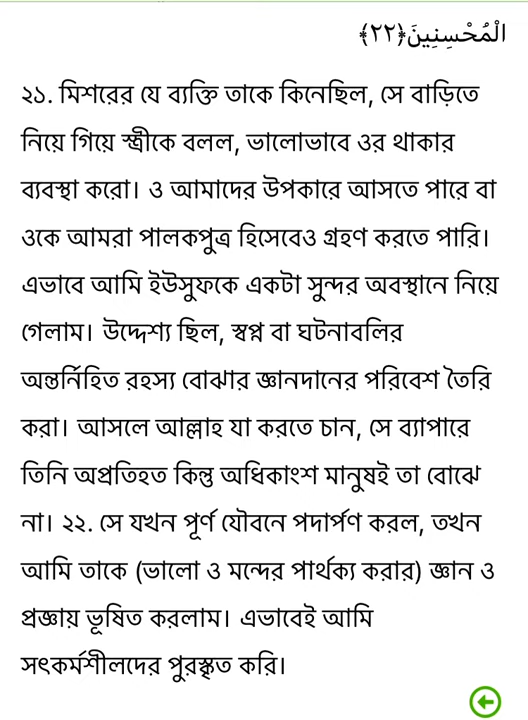 الْمُحْسِنِينَ ﴿٢٢﴾
২১. মিশরের যে ব্যক্তি তাকে কিনেছিল, সে বাড়িতে
নিয়ে গিয়ে স্ত্রীকে বলল, ভালোভাবে ওর থাকার
ব্যবস্থা করো। ও আমাদের উপকারে আসতে পারে বা
ওকে আমরা পালকপুত্র হিসেবেও গ্রহণ করতে পারি।
এভাবে আমি ইউসুফকে একটা সুন্দর অবস্থানে নিয়ে
গেলাম। উদ্দেশ্য ছিল, স্বপ্ন বা ঘটনাবলির
অন্তর্নিহিত রহস্য বোঝার জ্ঞানদানের পরিবেশ তৈরি
করা। আসলে আল্লাহ যা করতে চান, সে ব্যাপারে
তিনি অপ্রতিহত কিন্তু অধিকাংশ মানুষই তা বোঝে
না। ২২. সে যখন পূর্ণ যৌবনে পদার্পণ করল, তখন
আমি তাকে (ভালো ও মন্দের পার্থক্য করার) জ্ঞান ও
প্রজ্ঞায় ভূষিত করলাম। এভাবেই আমি
সৎকর্মশীলদের পুরস্কৃত করি।